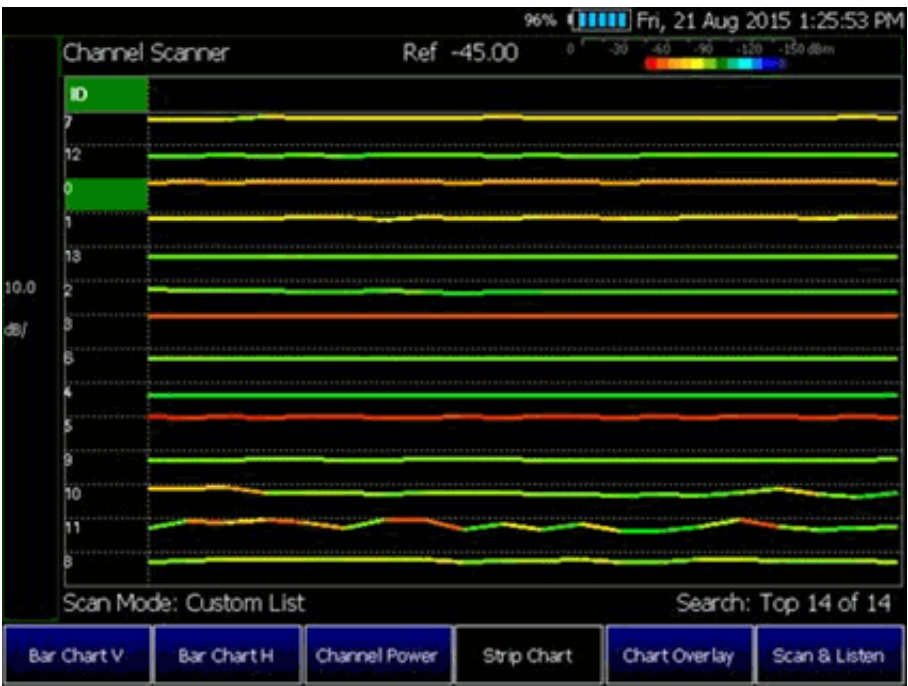 96% Fri, 21 Aug 2015 1:25:53 PM
Channel Scanner Ref -45.00 0 -30 -60 -90 -120 -150 dBm
ID
7
12
0
1
13
10.0 2
dB/ 3
6
4
5
9
10
11
8
Scan Mode: Custom List Search: Top 14 of 14
Bar Chart V Bar Chart H Channel Power Strip Chart Chart Overlay Scan & Listen